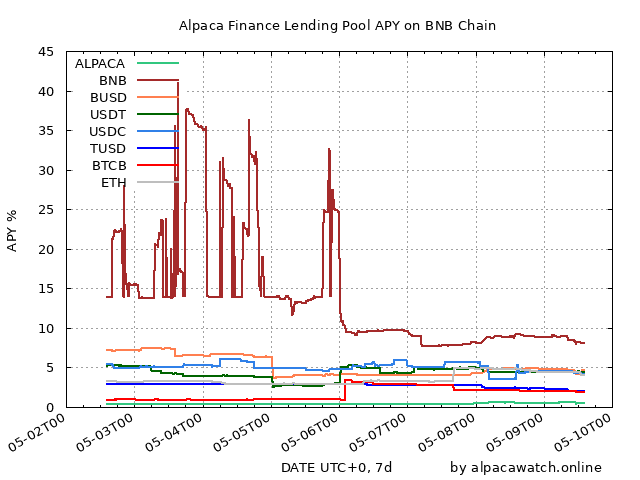 Alpaca Finance Lending Pool APY on BNB Chain
45
40
35
30
25
20
15
10
5
0
APY %
ALPACA
BNB
BUSD
USDT
USDC
TUSD
BTCB
ETH
05-02T00
05-03T00
05-04T00
05-05T00
05-06T00
05-07T00
05-08T00
05-09T00
05-10T00
DATE UTC+0, 7d
by alpacawatch.online